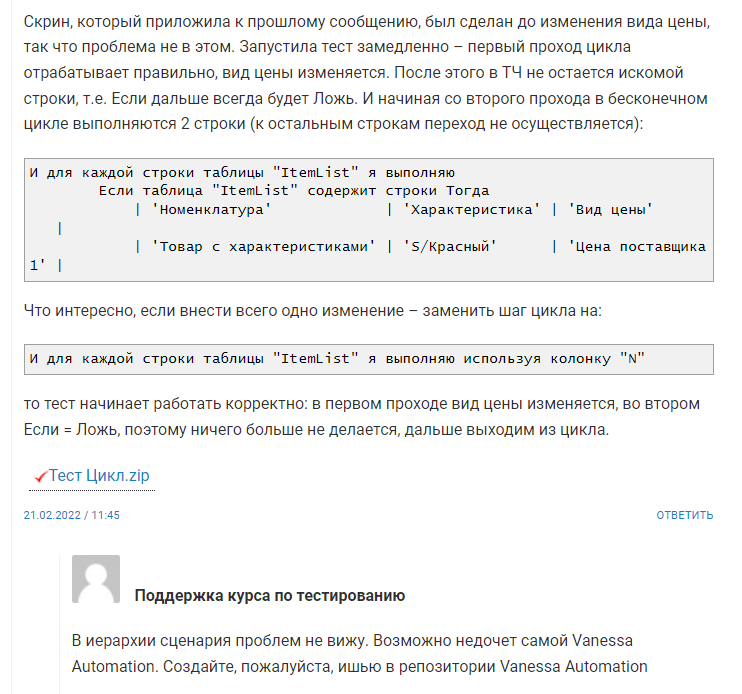 Скрин, который приложила к прошлому сообщению, был сделан до изменения вида цены,
так что проблема не в этом. Запустила тест замедленно – первый проход цикла
отрабатывает правильно, вид цены изменяется. После этого в ТЧ не остается искомой
строки, т.е. Если дальше всегда будет Ложь. И начиная со второго прохода в бесконечном
цикле выполняются 2 строки (к остальным строкам переход не осуществляется):
И для каждой строки таблицы "ItemList" я выполняю
Если таблица "ItemList" содержит строки Тогда
| 'Номенклатура' | 'Характеристика' | 'Вид цены'
|
| 'Товар с характеристиками' | 'S/Красный' | 'Цена поставщика
1' |
Что интересно, если внести всего одно изменение – заменить шаг цикла на:
И для каждой строки таблицы "ItemList" я выполняю используя колонку "N"
то тест начинает работать корректно: в первом проходе вид цены изменяется, во втором
Если = Ложь, поэтому ничего больше не делается, дальше выходим из цикла.
Тест Цикл.zip
21.02.2022 / 11:45 ОТВЕТИТЬ
Поддержка курса по тестированию
В иерархии сценария проблем не вижу. Возможно недочет самой Vanessa
Automation. Создайте, пожалуйста, ишью в репозитории Vanessa Automation